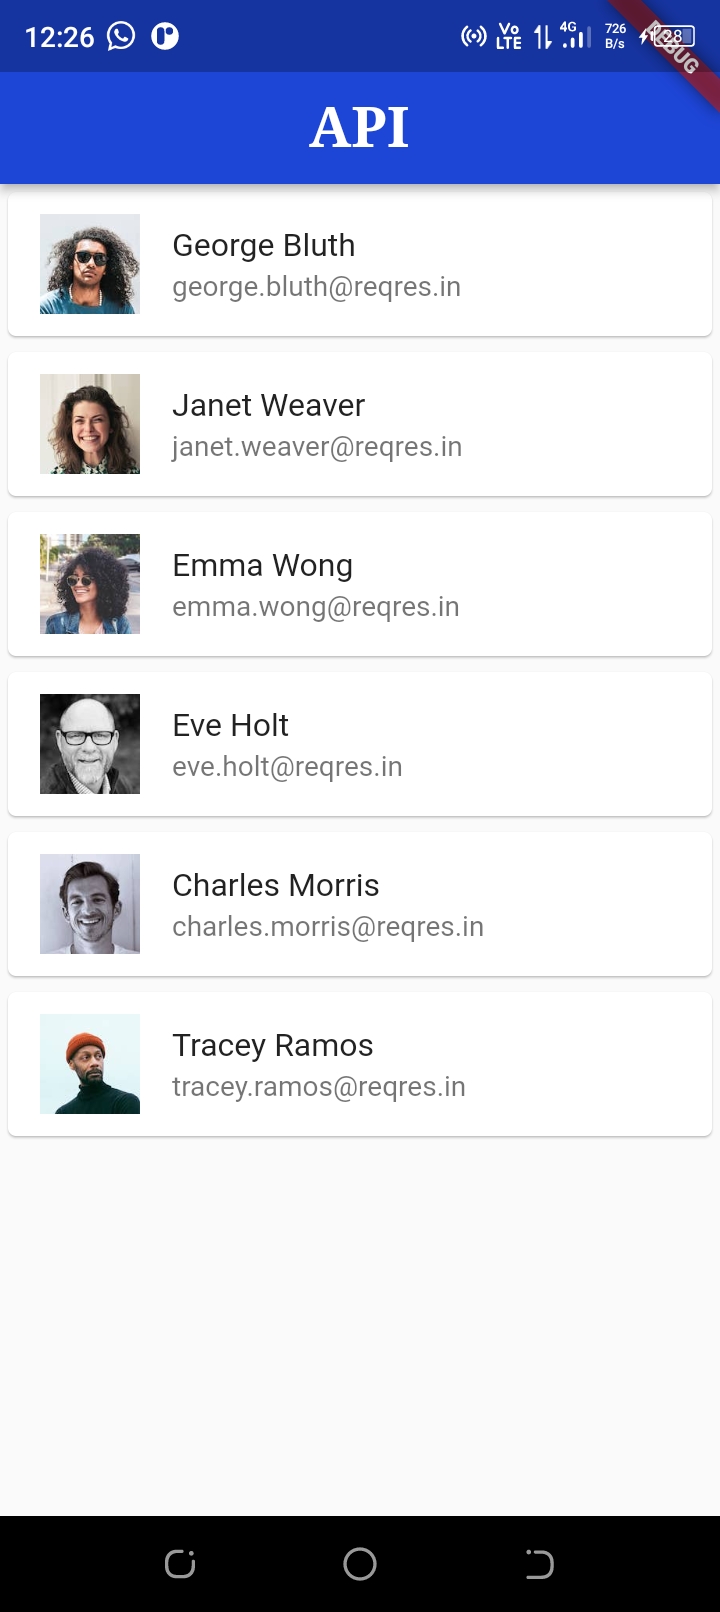 12:26
Vo
LTE
4G
726
B/s
28
DEBUG
API
George Bluth
george.bluth@reqres.in
Janet Weaver
janet.weaver@reqres.in
Emma Wong
emma.wong@reqres.in
Eve Holt
eve.holt@reqres.in
Charles Morris
charles.morris@reqres.in
Tracey Ramos
tracey.ramos@reqres.in